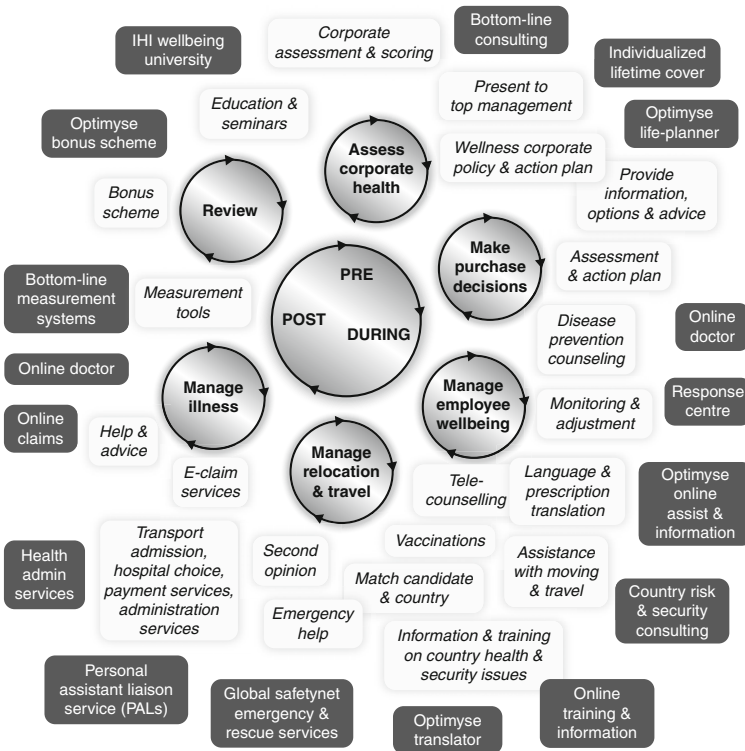 Corporate
assessment & scoring
Bottom-line
consulting
IHI wellbeing
university
Individualized
lifetime cover
Education &
seminars
Present to
top management
Optimyse
bonus scheme
Optimyse
life-planner
Assess
corporate
health
Wellness corporate
policy & action plan
Bonus
scheme
Review
Provide
information,
options & advice
Make
purchase
decisions
Assessment
& action plan
PRE
POST
DURING
Bottom-line
measurement
systems
Measurement
tools
Disease
prevention
counseling
Online
doctor
Online doctor
Manage
illness
Manage
employee
wellbeing
Monitoring &
adjustment
Response
centre
Online
claims
Help &
advice
E-claim
services
Manage
relocation
& travel
Tele-
counselling
Language &
prescription
translation
Optimyse
online
assist &
information
Transport
admission,
hospital choice,
payment services,
administration
services
Second
opinion
Vaccinations
Assistance
with moving
& travel
Health
admin
services
Match candidate
& country
Country risk
& security
consulting
Emergency
help
Information & training
on country health &
security issues
Personal
assistant liaison
service (PALs)
Global safetynet
emergency &
rescue services
Optimyse
translator
Online
training &
information